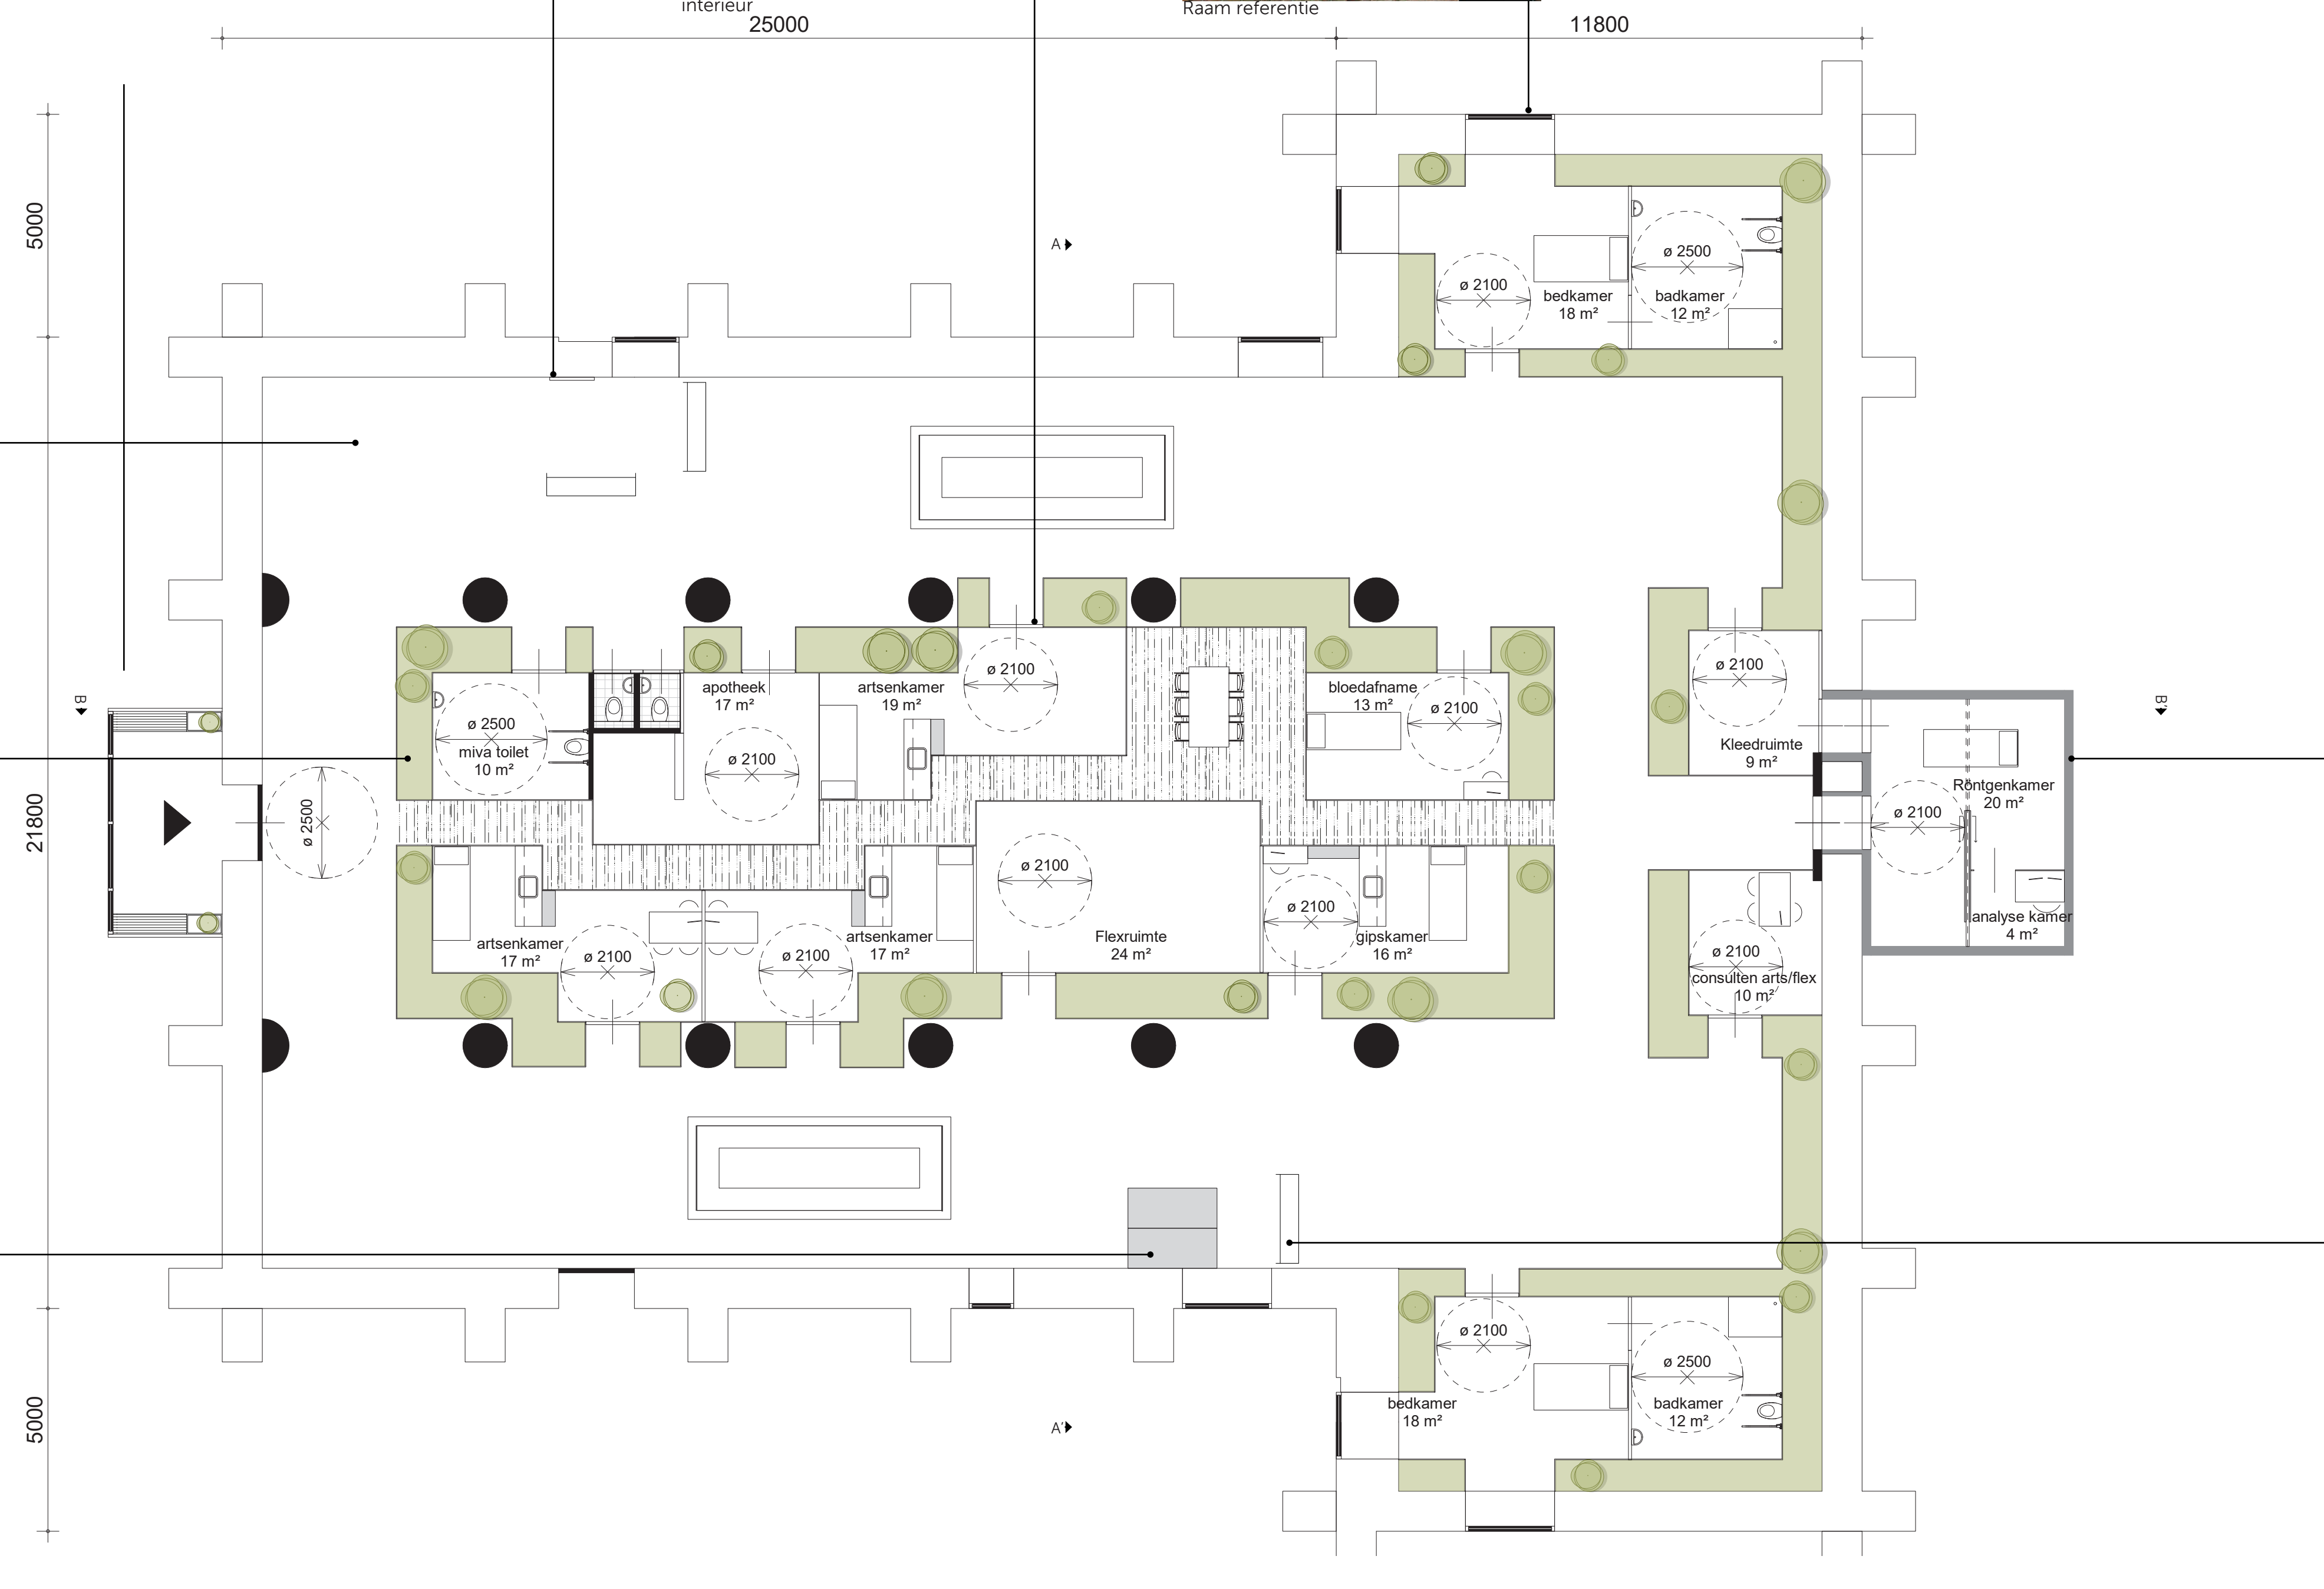 interieur
Raam referentie
25000
11800
5000
A
ø 2500
ø 2100
bedkamer
18 m²
badkamer
12 m²
B
B'
ø 2100
apotheek
17 m²
artsenkamer
19 m²
bloedafname
13 m²
ø 2100
ø 2100
ø 2500
miva toilet
10 m²
ø 2100
Kleedruimte
9 m²
Röntgenkamer
20 m²
ø 2500
21800
ø 2100
ø 2100
ø 2100
analyse kamer
4 m²
artsenkamer
17 m²
artsenkamer
17 m²
Flexruimte
24 m²
gipskamer
16 m²
ø 2100
ø 2100
ø 2100
consulten arts/flex
10 m²
ø 2100
ø 2500
bedkamer
18 m²
badkamer
12 m²
5000
A'